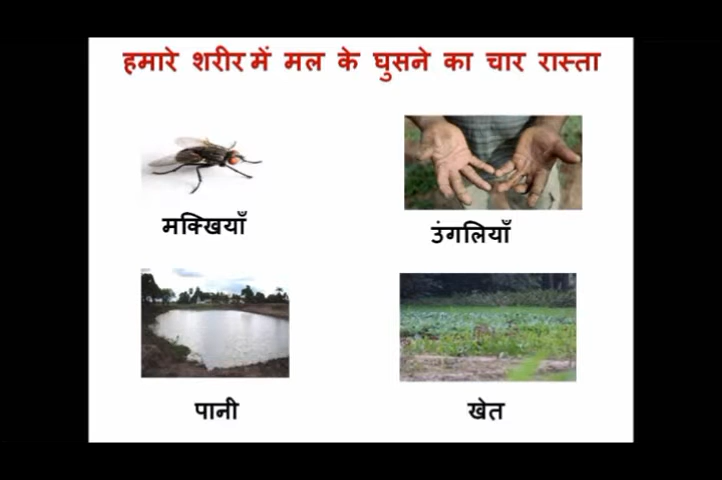 हमारे शरीर में मल के घुसने का चार रास्ता
मक्खियाँ
उंगलियाँ
पानी
खेत